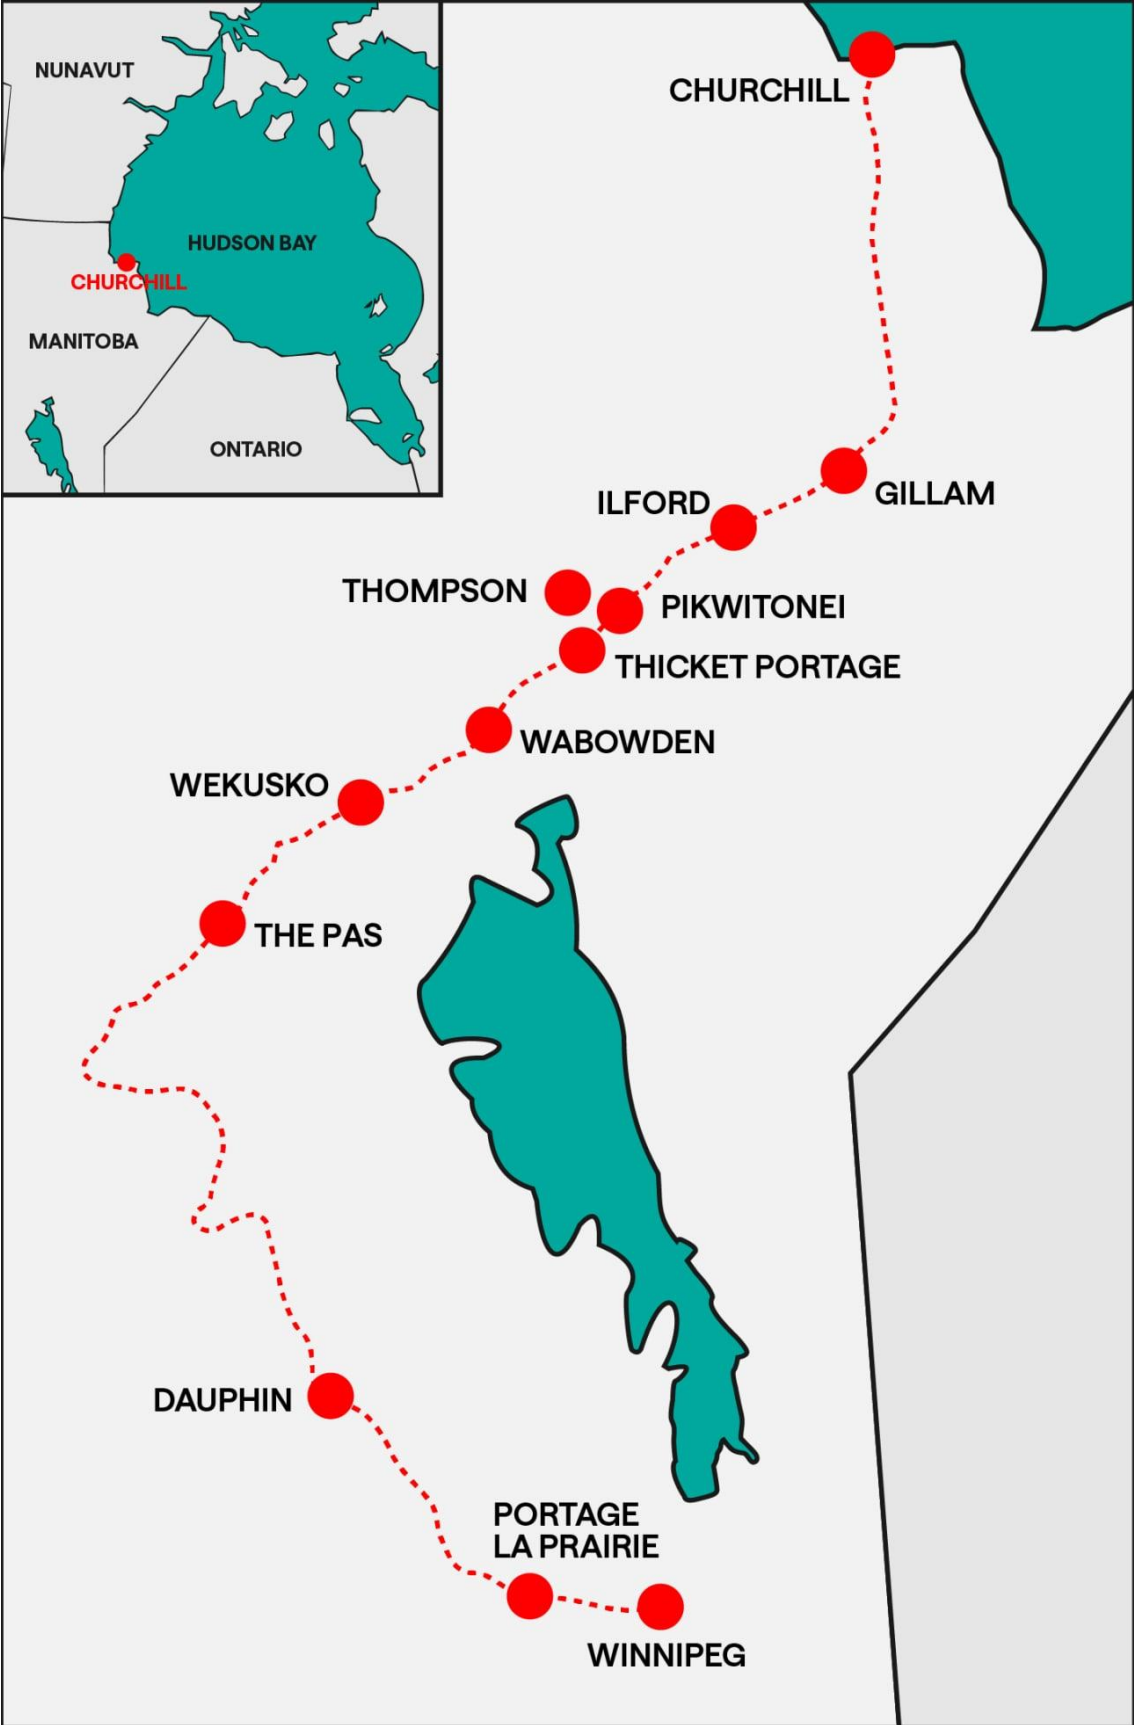 NUNAVUT
HUDSON BAY
CHURCHILL
MANITOBA
ONTARIO
CHURCHILL
GILLAM
ILFORD
THOMPSON
PIKWITONEI
THICKET PORTAGE
WABOWDEN
WEKUSKO
THE PAS
DAUPHIN
PORTAGE
LA PRAIRIE
WINNIPEG